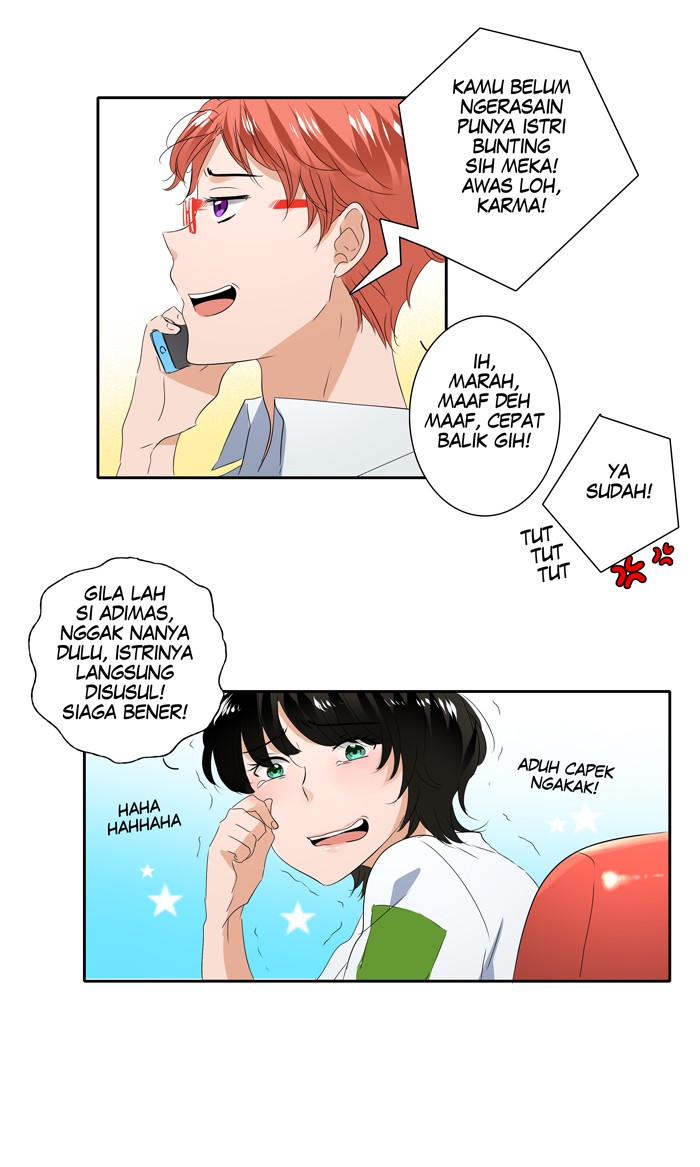 KAMU BELUM
NGERASAIN
PUNYA ISTRI
BUNTING
SIH MEKA!
AWAS LOH,
KARMA!
IH,
MARAH,
MAAF DEH
MAAF, CEPAT
BALIK GIH!
YA
SUDAH!
TUT
TUT
TUT
GILA LAH
SI ADIMAS,
NGGAK NANYA
DULU, ISTRINYA
LANGSUNG
DISUSUL!
SIAGA BENER!
HAHA
HAHHAHA
ADUH CAPEK
NGAKAK!